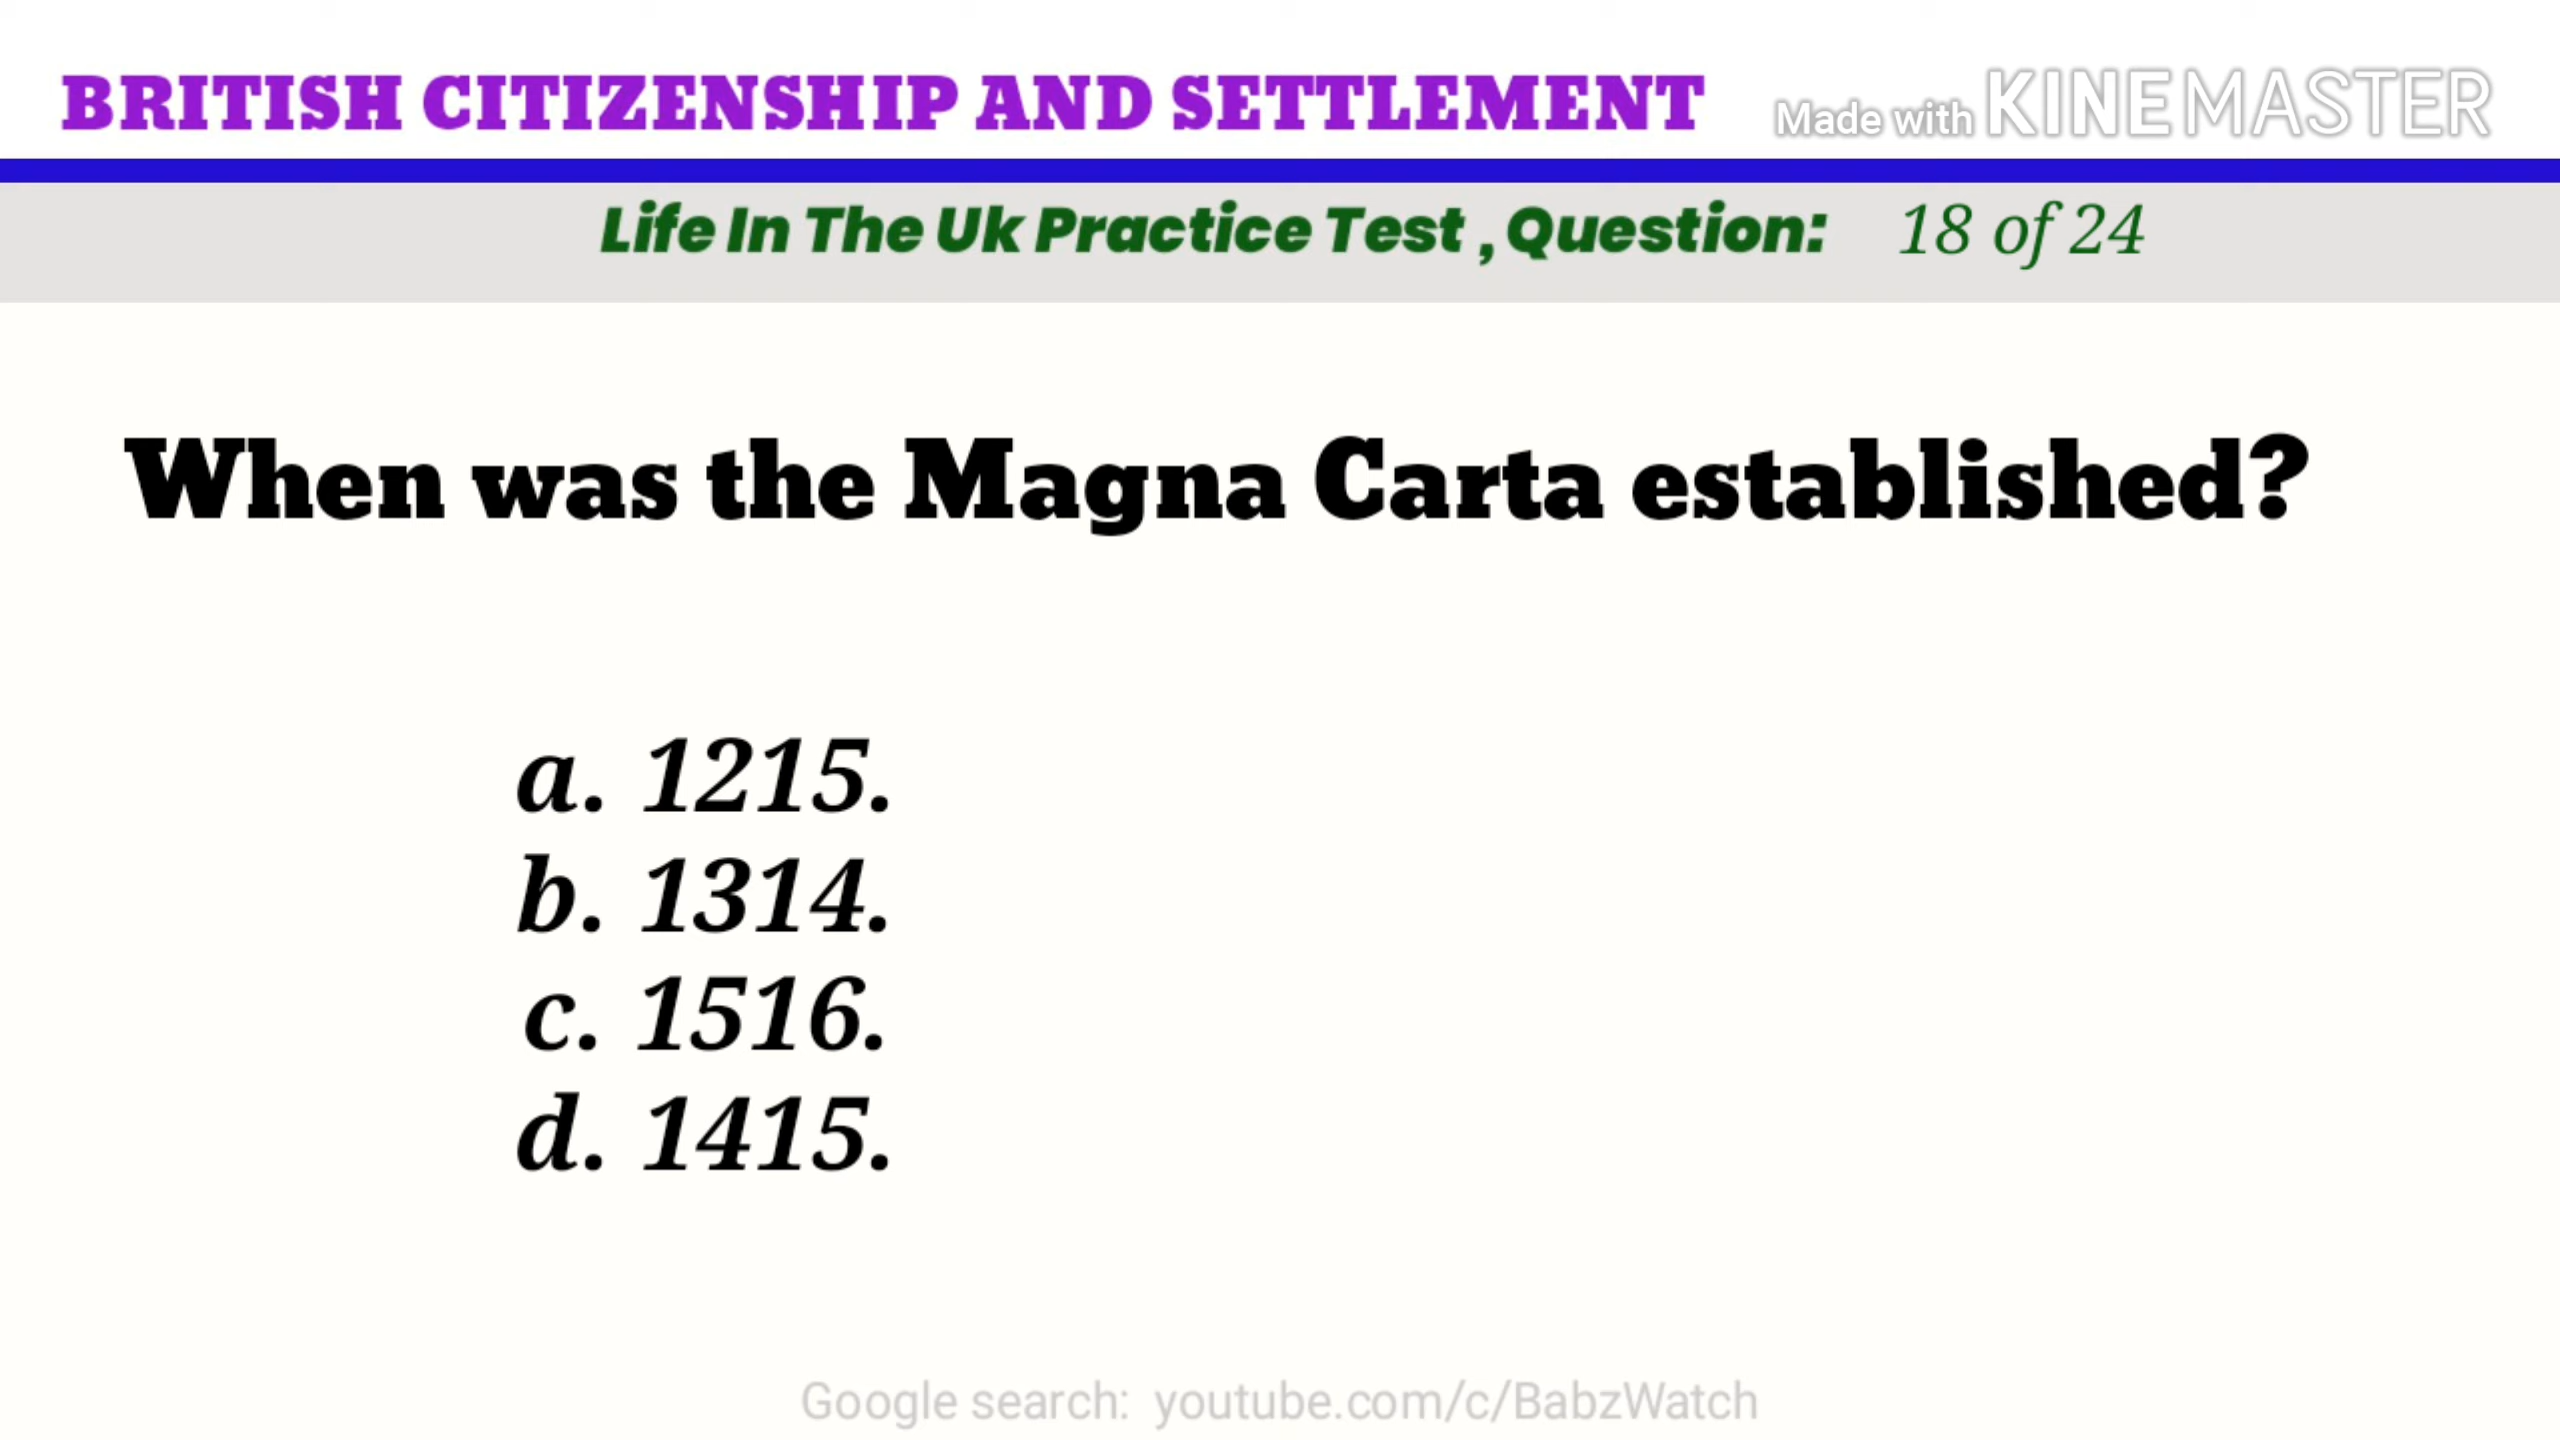 BRITISH CITIZENSHIP AND SETTLEMENT Made with KINEMASTER
Life In The Uk Practice Test , Question: 18 of 24
When was the Magna Carta established?
a. 1215.
b. 1314.
c. 1516.
d. 1415.
Google search: youtube.com/c/BabzWatch